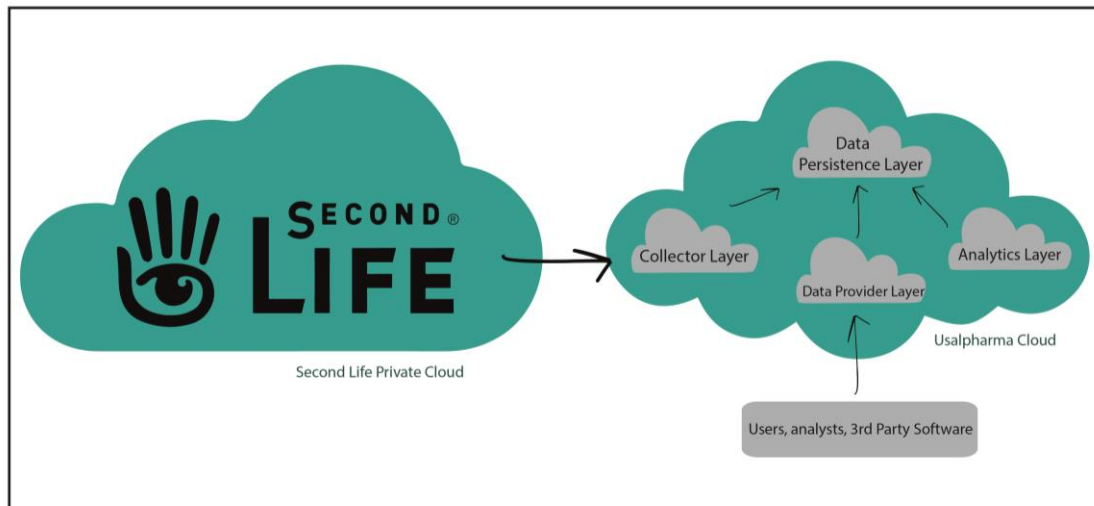 SECOND ®
LIFE
Second Life Private Cloud
Data
Persistence Layer
Collector Layer
Data Provider Layer
Analytics Layer
Usalpharma Cloud
Users, analysts, 3rd Party Software